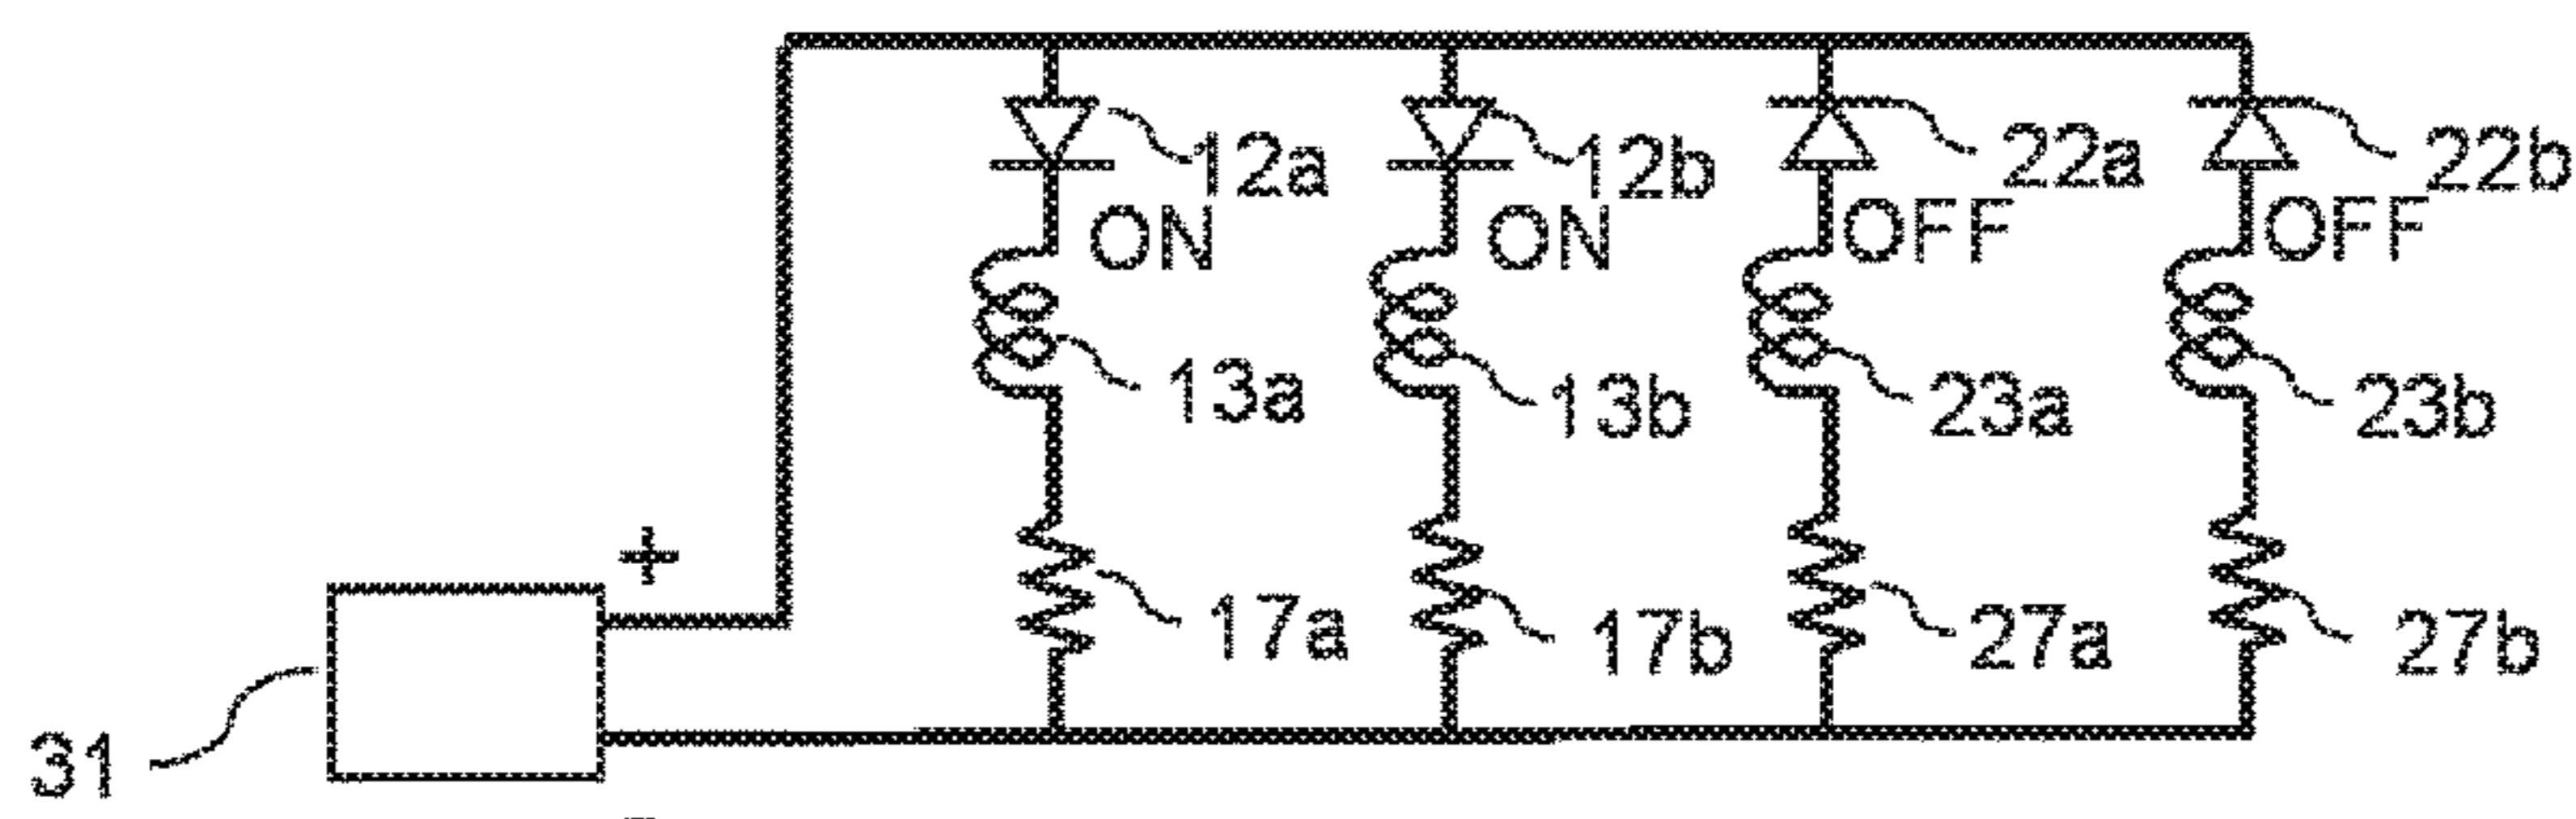 12a 12b 22a 22b
ON ON OFF OFF
13a 13b 23a 23b
+
17a 17b 27a 27b
31